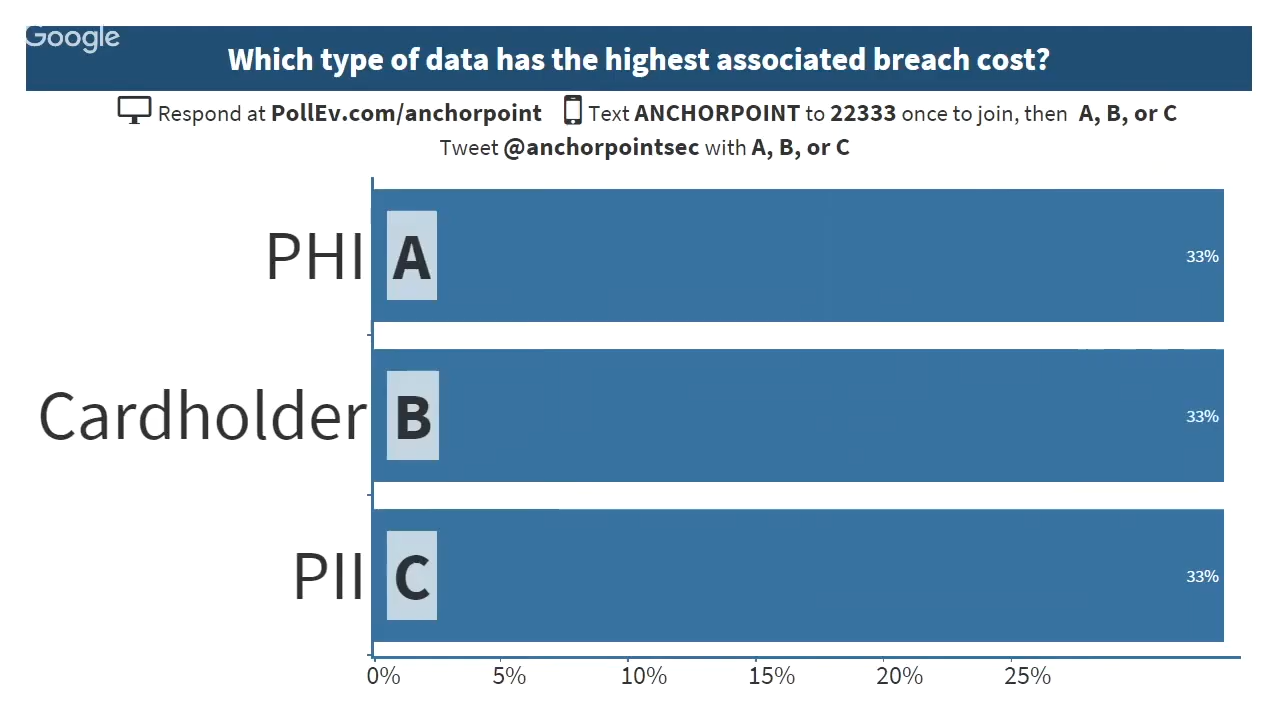 Google
Which type of data has the highest associated breach cost?
Respond at PollEv.com/anchorpoint Text ANCHORPOINT to 22333 once to join, then A, B, or C
Tweet @anchorpointsec with A, B, or C
PHI A 33%
Cardholder B 33%
PII C 33%
0% 5% 10% 15% 20% 25%